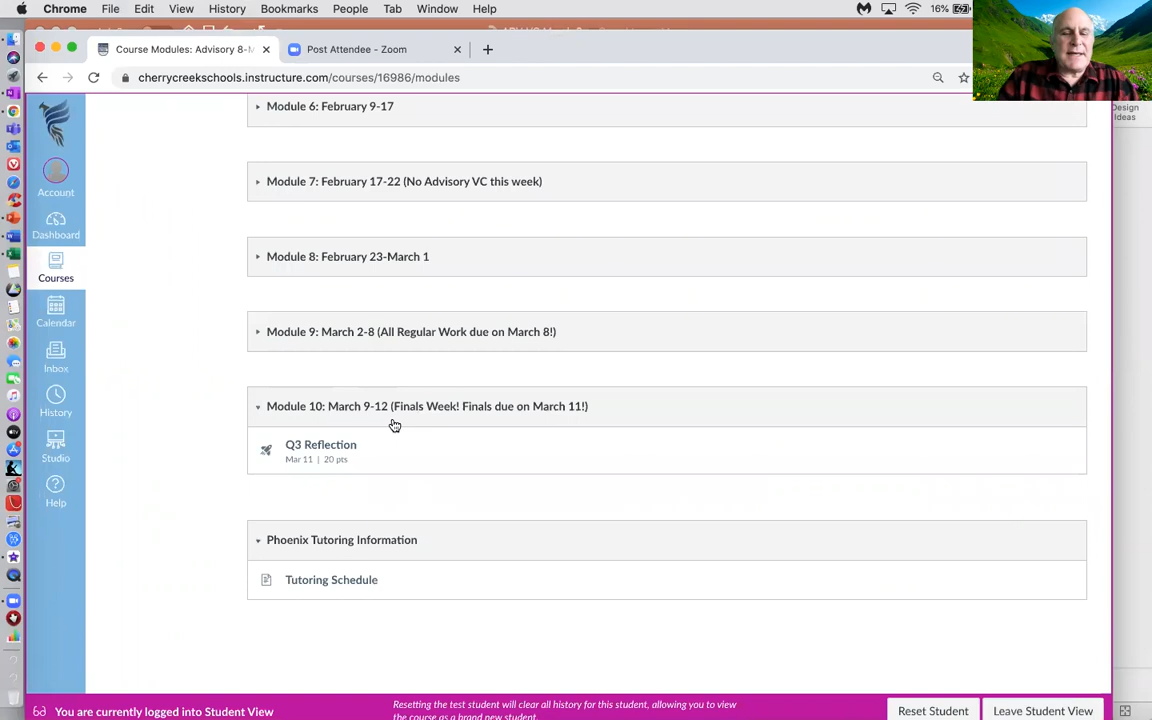 Chrome File Edit View History Bookmarks People Tab Window Help
16%
Course Modules: Advisory 8-M
Post Attendee - Zoom
cherrycreekschools.instructure.com/courses/16986/modules
Design
Ideas
Module 6: February 9-17
Account
Module 7: February 17-22 (No Advisory VC this week)
Dashboard
Module 8: February 23-March 1
Courses
Calendar
Module 9: March 2-8 (All Regular Work due on March 8!)
Inbox
Module 10: March 9-12 (Finals Week! Finals due on March 11!)
History
Q3 Reflection
Mar 11 | 20 pts
Studio
Help
Phoenix Tutoring Information
Tutoring Schedule
You are currently logged into Student View
Resetting the test student will clear all history for this student, allowing you to view
the course as a brand new student.
Reset Student
Leave Student View